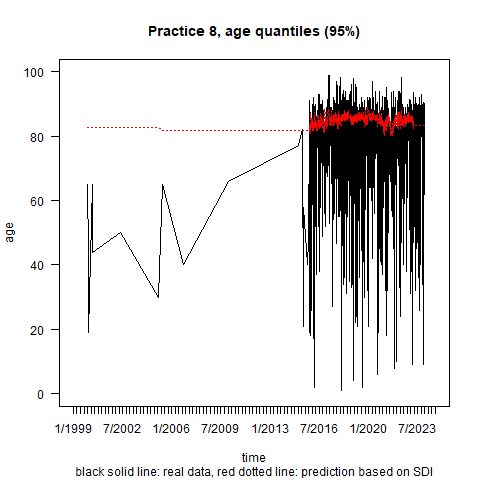 Practice 8, age quantiles (95%)
100
80
60
40
20
0
age
1/1999 7/2002 1/2006 7/2009 1/2013 7/2016 1/2020 7/2023
time
black solid line: real data, red dotted line: prediction based on SDI